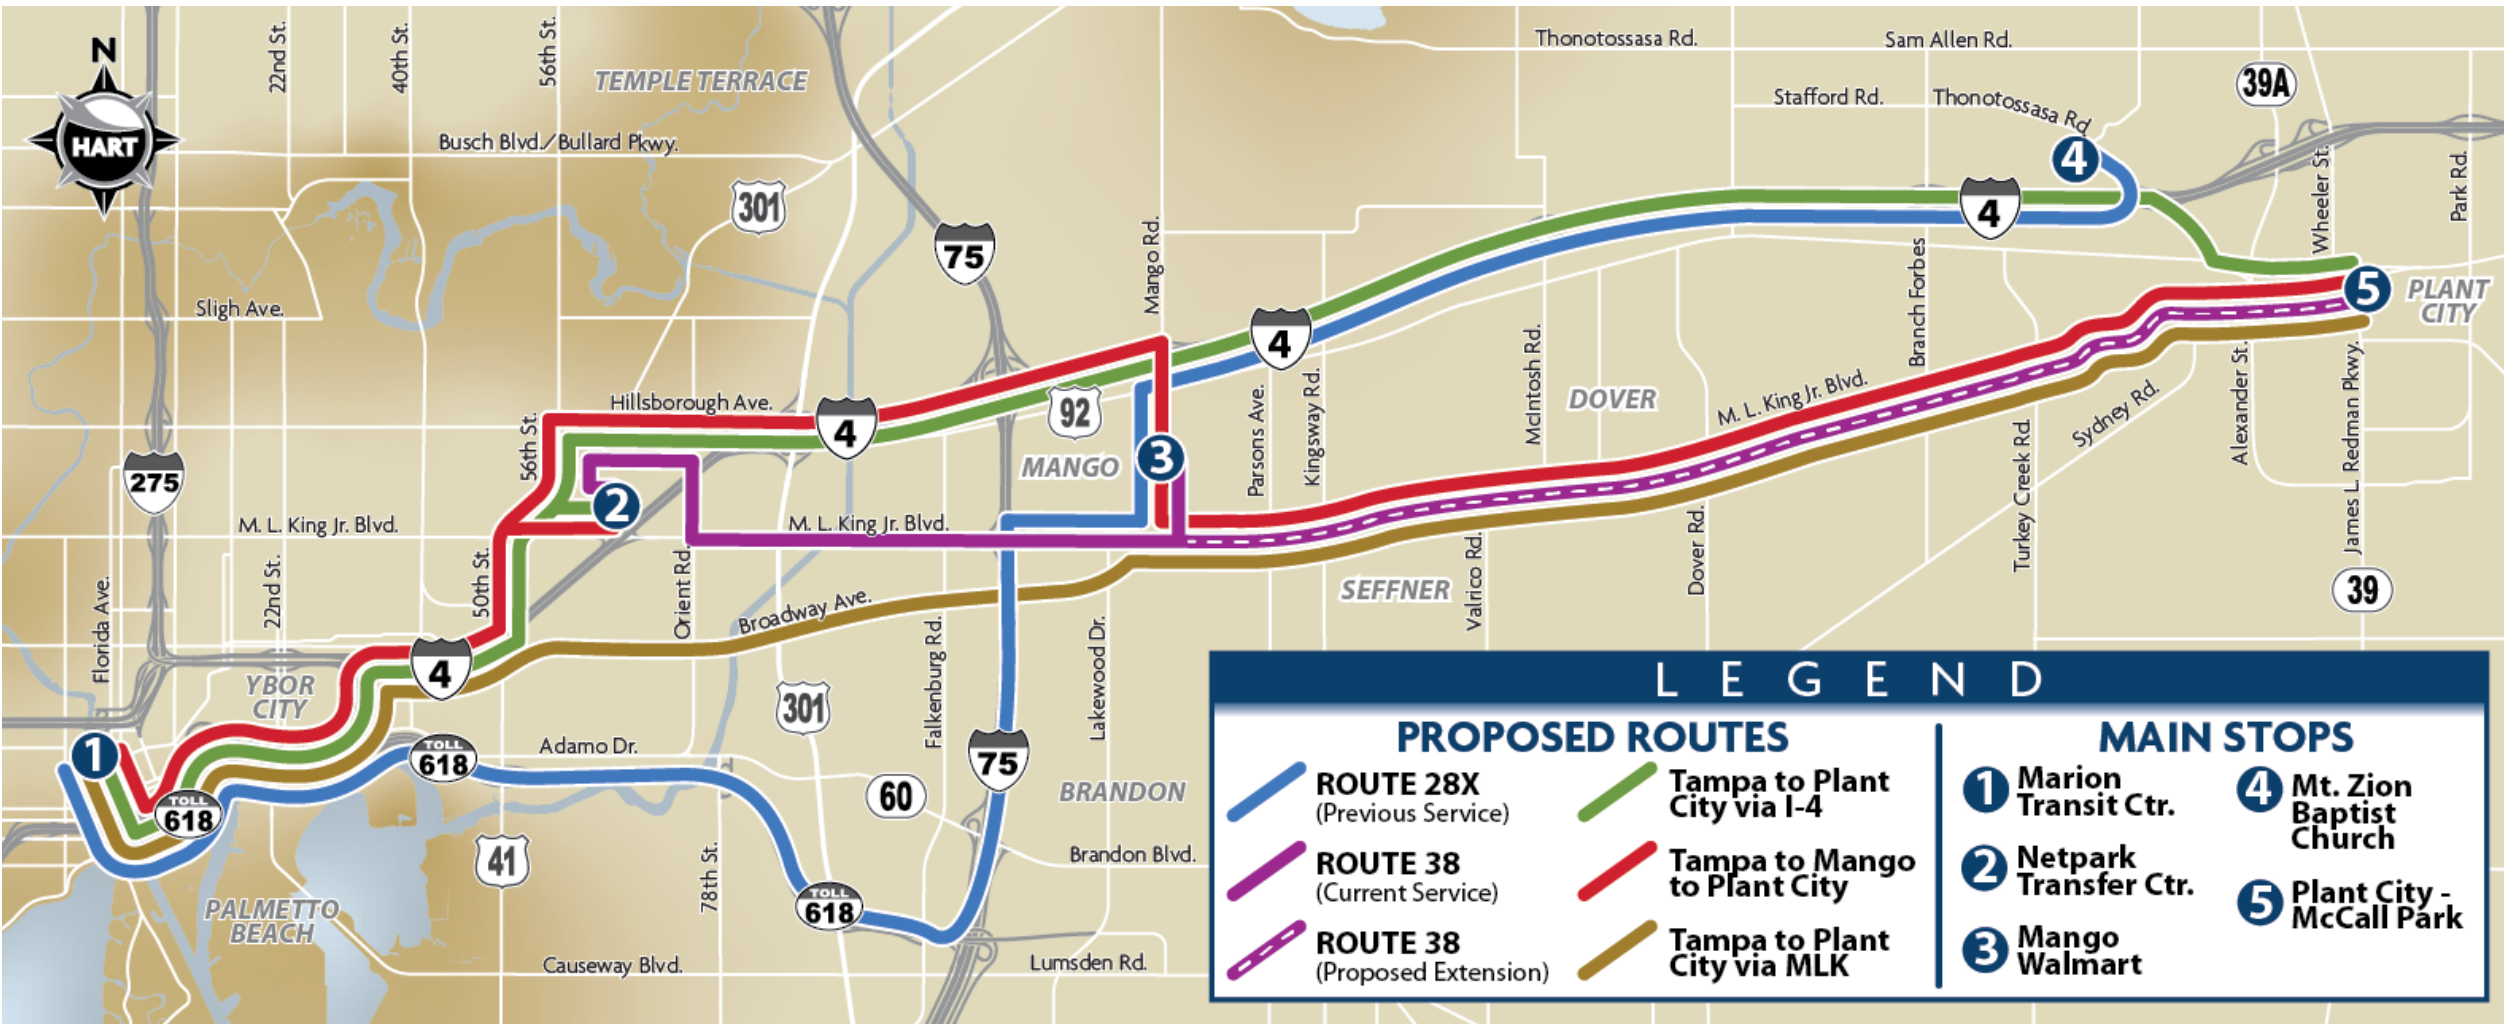 N
HART
22nd St.
40th St.
56th St.
TEMPLE TERRACE
Busch Blvd./Bullard Pkwy.
301
75
Thonotossasa Rd.
Sam Allen Rd.
Stafford Rd.
Thonotossasa Rd.
39A
4
4
Wheeler St.
Park Rd.
Mango Rd.
Sligh Ave.
4
Branch Forbes
5
PLANT
CITY
McIntosh Rd.
Hillsborough Ave.
4
92
MANGO
3
Parsons Ave.
Kingsway Rd.
DOVER
M. L. King Jr. Blvd.
Sydney Rd.
Alexander St.
James L. Redman Pkwy.
Turkey Creek Rd.
275
56th St.
2
M. L. King Jr. Blvd.
M. L. King Jr. Blvd.
Florida Ave.
22nd St.
50th St.
Orient Rd.
Broadway Ave.
Falkenburg Rd.
Lakewood Dr.
SEFFNER
Valrico Rd.
Dover Rd.
39
4
YBOR
CITY
1
TOLL
618
TOLL
618
Adamo Dr.
301
60
75
BRANDON
Brandon Blvd.
41
78th St.
TOLL
618
PALMETTO
BEACH
Causeway Blvd.
Lumsden Rd.
LEGEND
PROPOSED ROUTES
ROUTE 28X
(Previous Service)
ROUTE 38
(Current Service)
ROUTE 38
(Proposed Extension)
Tampa to Plant
City via I-4
Tampa to Mango
to Plant City
Tampa to Plant
City via MLK
MAIN STOPS
1 Marion
Transit Ctr.
2 Netpark
Transfer Ctr.
3 Mango
Walmart
4 Mt. Zion
Baptist
Church
5 Plant City -
McCall Park